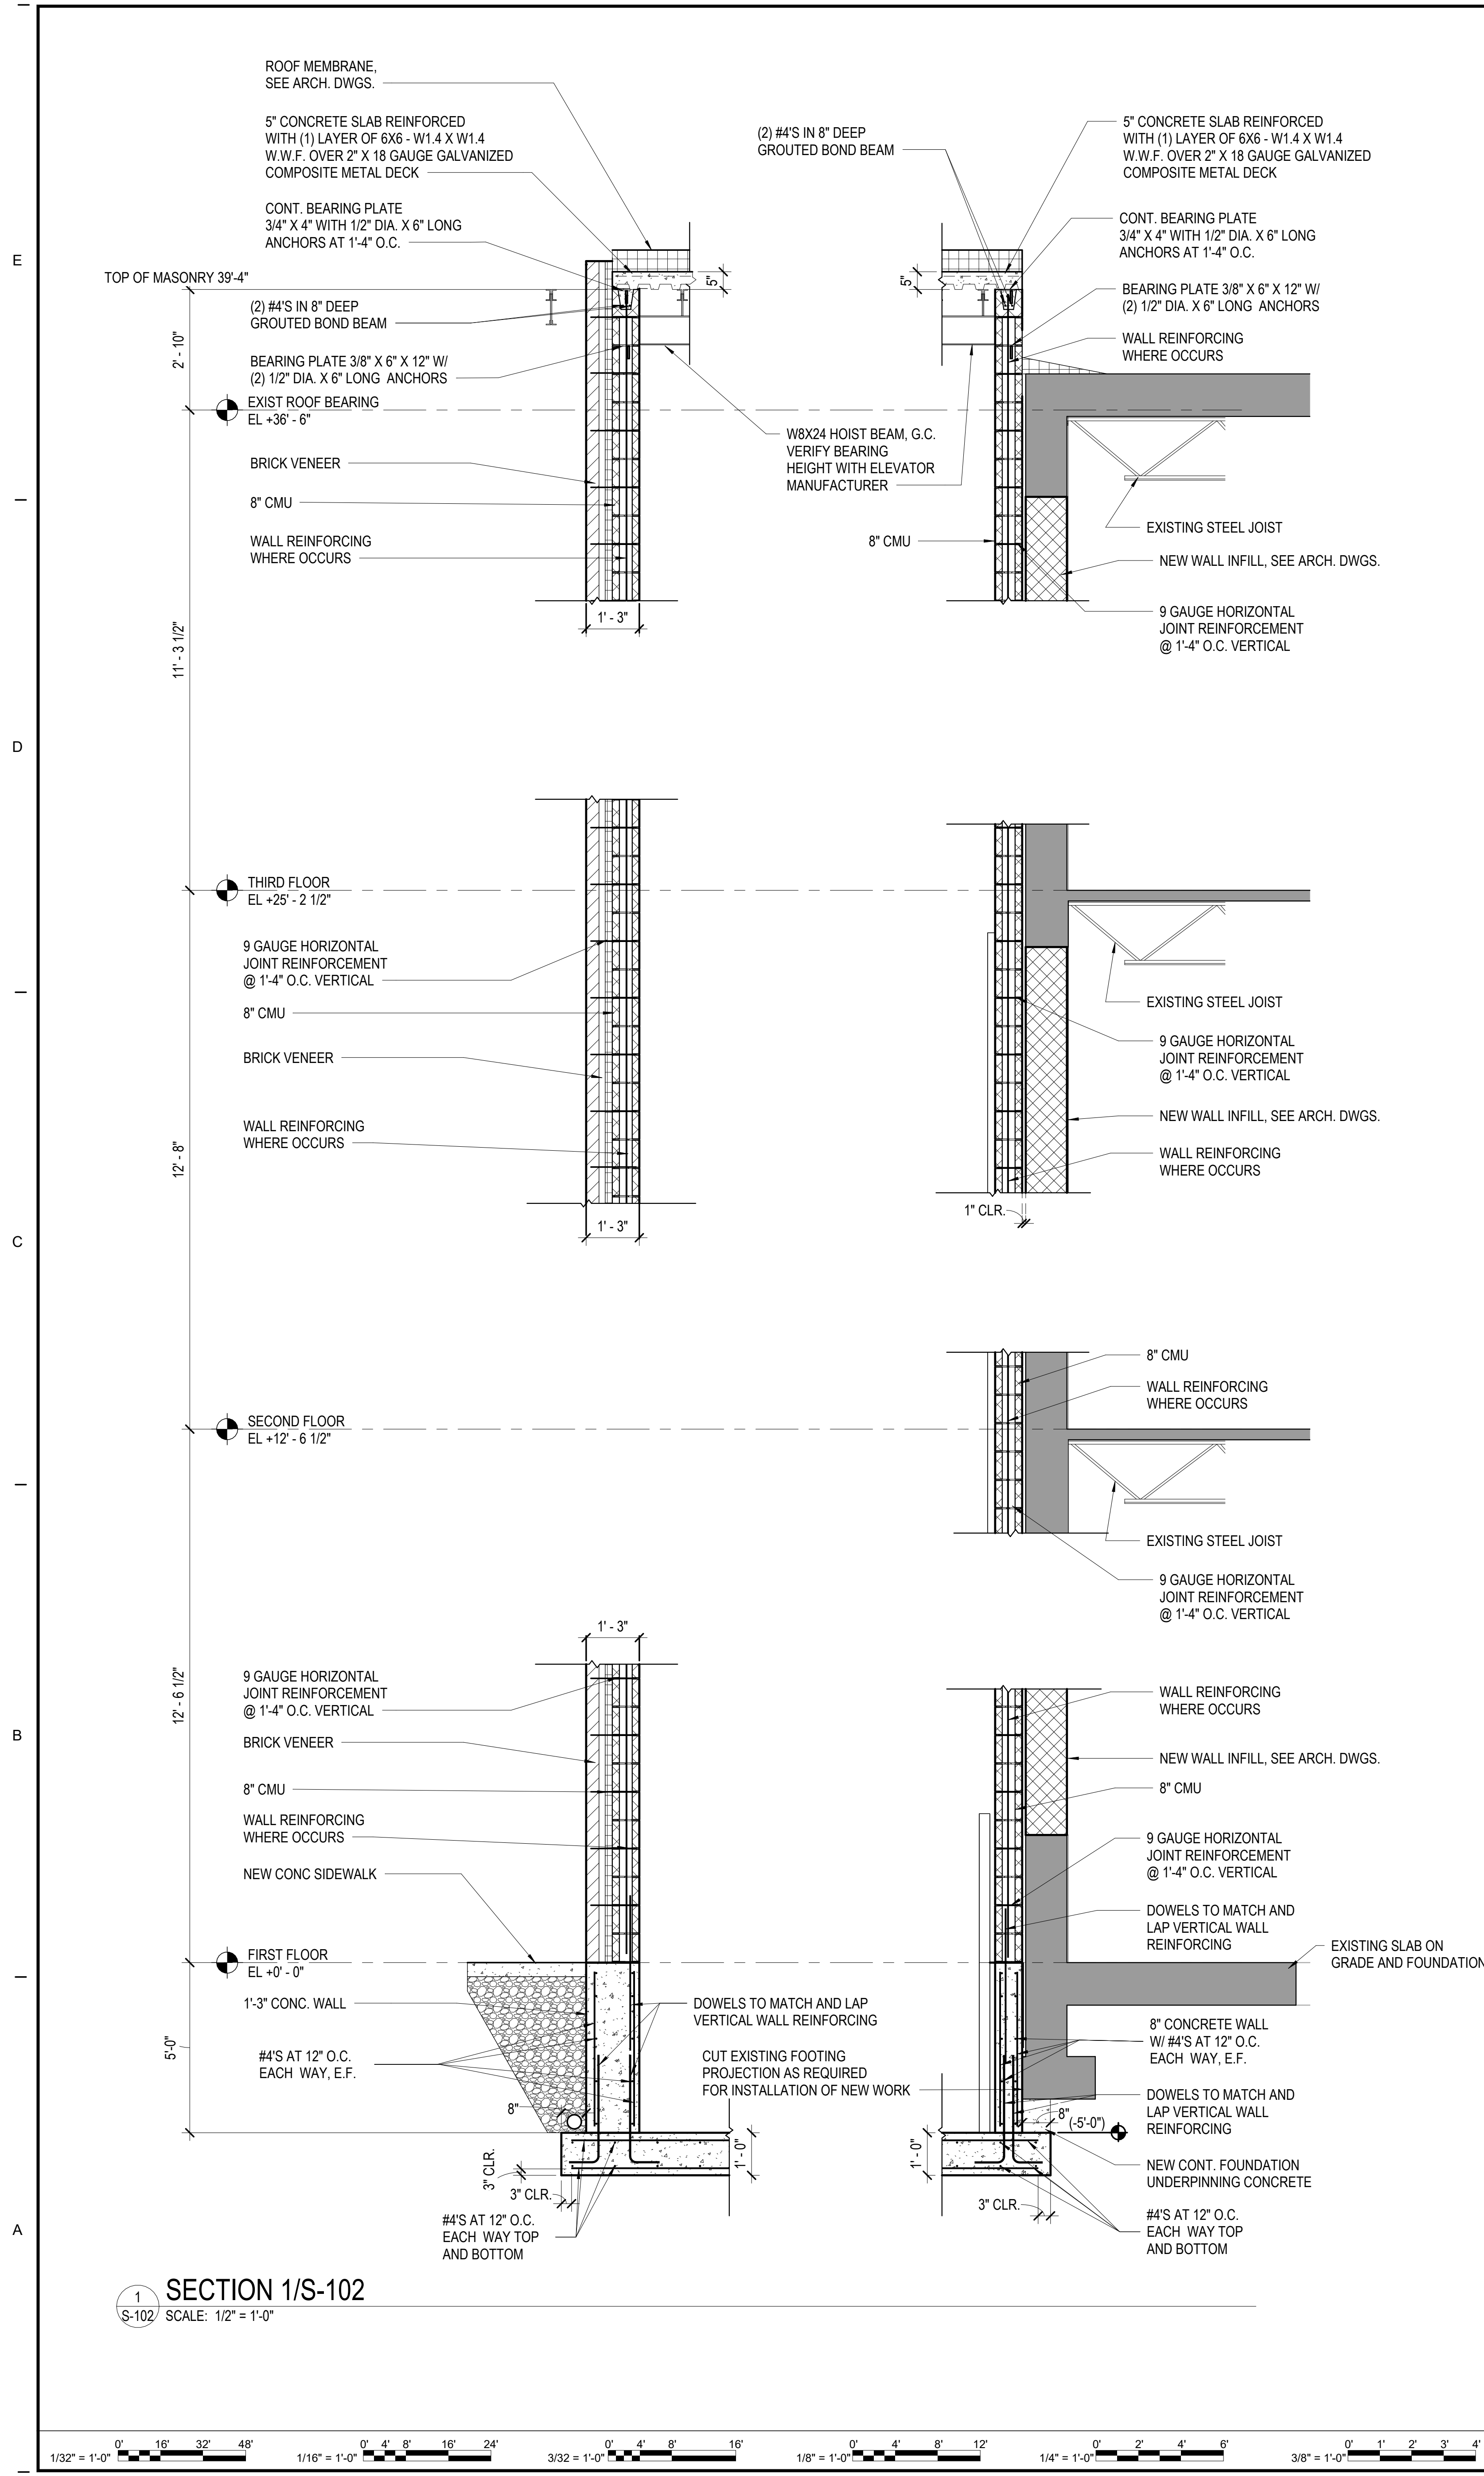 ROOF MEMBRANE,
SEE ARCH. DWGS.
5" CONCRETE SLAB REINFORCED
WITH (1) LAYER OF 6X6 - W1.4 X W1.4
W.W.F. OVER 2" X 18 GAUGE GALVANIZED
COMPOSITE METAL DECK
CONT. BEARING PLATE
3/4" X 4" WITH 1/2" DIA. X 6" LONG
ANCHORS AT 1'-4" O.C.
(2) #4'S IN 8" DEEP
GROUTED BOND BEAM
5" CONCRETE SLAB REINFORCED
WITH (1) LAYER OF 6X6 - W1.4 X W1.4
W.W.F. OVER 2" X 18 GAUGE GALVANIZED
COMPOSITE METAL DECK
CONT. BEARING PLATE
3/4" X 4" WITH 1/2" DIA. X 6" LONG
ANCHORS AT 1'-4" O.C.
E
TOP OF MASONRY 39'-4"
5"
5"
(2) #4'S IN 8" DEEP
GROUTED BOND BEAM
BEARING PLATE 3/8" X 6" X 12" W/
(2) 1/2" DIA. X 6" LONG ANCHORS
WALL REINFORCING
WHERE OCCURS
2' - 10"
BEARING PLATE 3/8" X 6" X 12" W/
(2) 1/2" DIA. X 6" LONG ANCHORS
EXIST ROOF BEARING
EL +36' - 6"
W8X24 HOIST BEAM, G.C.
VERIFY BEARING
HEIGHT WITH ELEVATOR
MANUFACTURER
BRICK VENEER
8" CMU
WALL REINFORCING
WHERE OCCURS
8" CMU
EXISTING STEEL JOIST
NEW WALL INFILL, SEE ARCH. DWGS.
9 GAUGE HORIZONTAL
JOINT REINFORCEMENT
@ 1'-4" O.C. VERTICAL
1' - 3"
11' - 3 1/2"
D
THIRD FLOOR
EL +25' - 2 1/2"
9 GAUGE HORIZONTAL
JOINT REINFORCEMENT
@ 1'-4" O.C. VERTICAL
8" CMU
BRICK VENEER
WALL REINFORCING
WHERE OCCURS
EXISTING STEEL JOIST
9 GAUGE HORIZONTAL
JOINT REINFORCEMENT
@ 1'-4" O.C. VERTICAL
NEW WALL INFILL, SEE ARCH. DWGS.
WALL REINFORCING
WHERE OCCURS
12' - 8"
1' - 3"
1" CLR.
C
8" CMU
WALL REINFORCING
WHERE OCCURS
SECOND FLOOR
EL +12' - 6 1/2"
EXISTING STEEL JOIST
9 GAUGE HORIZONTAL
JOINT REINFORCEMENT
@ 1'-4" O.C. VERTICAL
1' - 3"
12' - 6 1/2"
9 GAUGE HORIZONTAL
JOINT REINFORCEMENT
@ 1'-4" O.C. VERTICAL
BRICK VENEER
8" CMU
WALL REINFORCING
WHERE OCCURS
NEW CONC SIDEWALK
B
WALL REINFORCING
WHERE OCCURS
NEW WALL INFILL, SEE ARCH. DWGS.
8" CMU
9 GAUGE HORIZONTAL
JOINT REINFORCEMENT
@ 1'-4" O.C. VERTICAL
DOWELS TO MATCH AND
LAP VERTICAL WALL
REINFORCING
EXISTING SLAB ON
GRADE AND FOUNDATION
FIRST FLOOR
EL +0' - 0"
1'-3" CONC. WALL
DOWELS TO MATCH AND LAP
VERTICAL WALL REINFORCING
5'-0"
#4'S AT 12" O.C.
EACH WAY, E.F.
CUT EXISTING FOOTING
PROJECTION AS REQUIRED
FOR INSTALLATION OF NEW WORK
8" CONCRETE WALL
W/ #4'S AT 12" O.C.
EACH WAY, E.F.
DOWELS TO MATCH AND
LAP VERTICAL WALL
REINFORCING
8"
8"
(-5'-0")
1' - 0"
1' - 0"
3" CLR.
3" CLR.
3" CLR.
NEW CONT. FOUNDATION
UNDERPINNING CONCRETE
#4'S AT 12" O.C.
EACH WAY TOP
AND BOTTOM
#4'S AT 12" O.C.
EACH WAY TOP
AND BOTTOM
A
1
S-102
SECTION 1/S-102
SCALE: 1/2" = 1'-0"
0' 16' 32' 48'
1/32" = 1'-0"
0' 4' 8' 16' 24'
1/16" = 1'-0"
0' 4' 8' 16'
3/32 = 1'-0"
0' 4' 8' 12'
1/8" = 1'-0"
0' 2' 4' 6'
1/4" = 1'-0"
0' 1' 2' 3' 4'
3/8" = 1'-0"